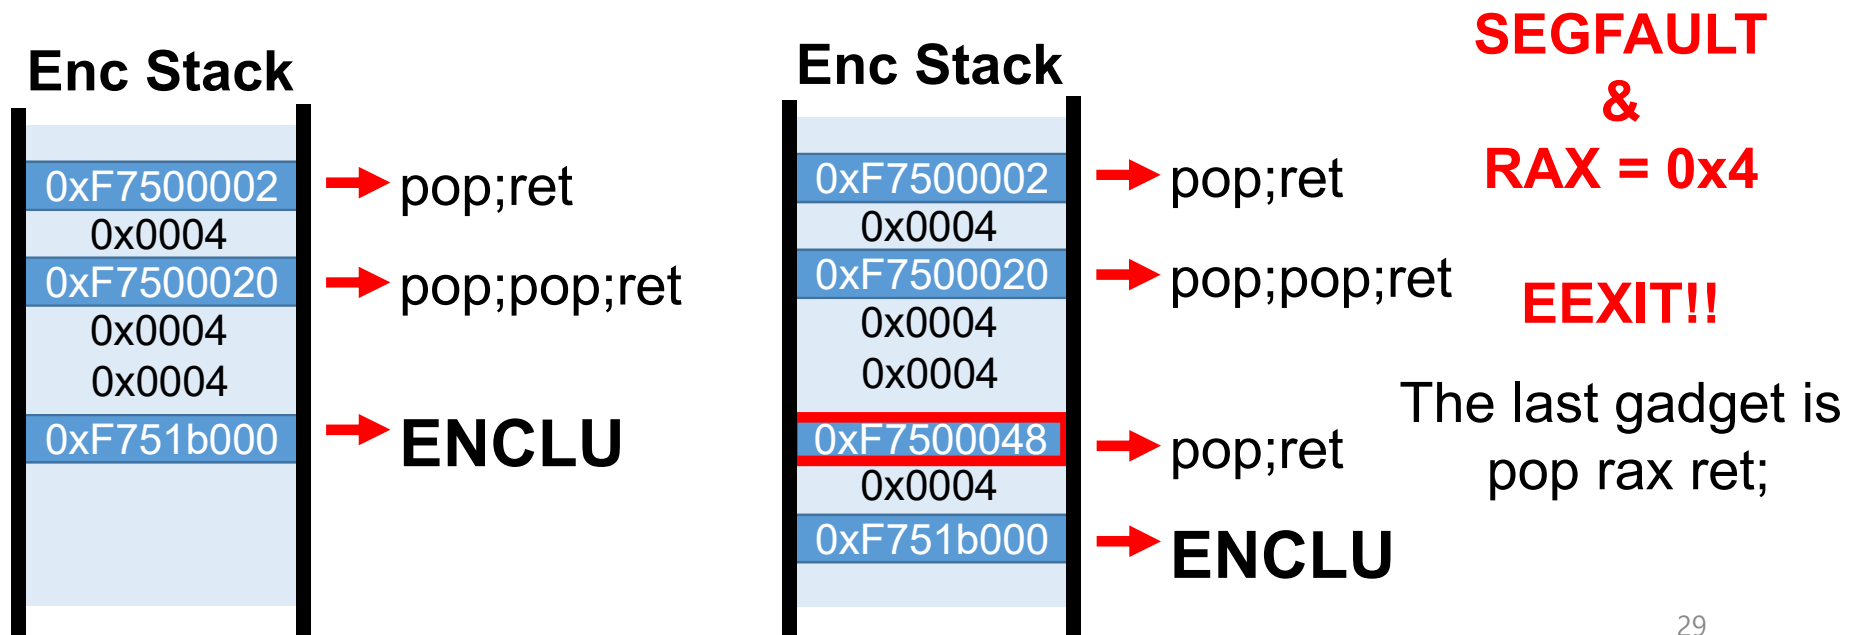 Enc Stack
0xF7500002
pop;ret
0x0004
0xF7500020
pop;pop;ret
0x0004
0x0004
0xF751b000
ENCLU
Enc Stack
0xF7500002
pop;ret
0x0004
0xF7500020
pop;pop;ret
0x0004
0x0004
0xF7500048
pop;ret
0x0004
0xF751b000
ENCLU
SEGFAULT
&
RAX = 0x4
EEXIT!!
The last gadget is
pop rax ret;
29